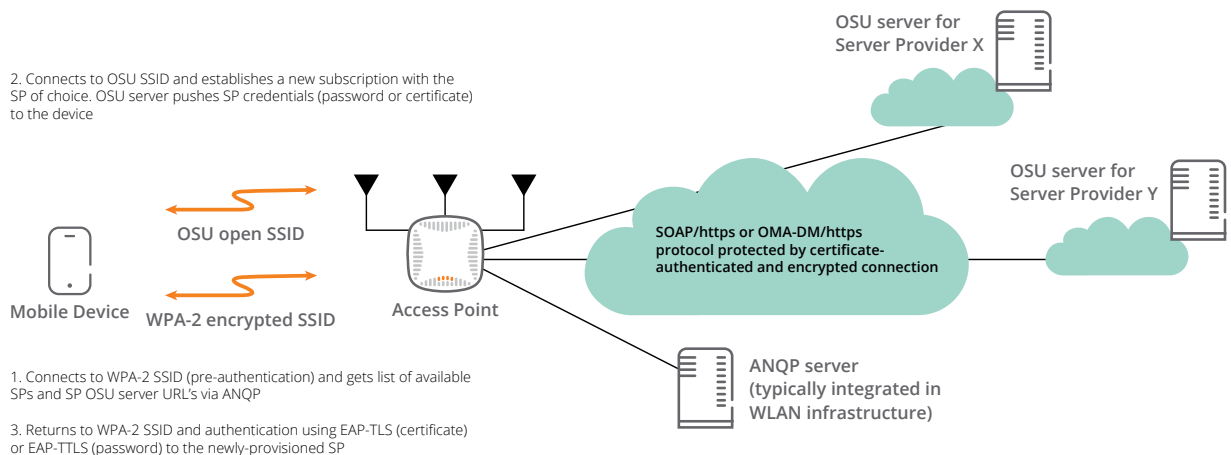 OSU server for
Server Provider X
2. Connects to OSU SSID and establishes a new subscription with the
SP of choice. OSU server pushes SP credentials (password or certificate)
to the device
OSU server for
Server Provider Y
OSU open SSID
SOAP/https or OMA-DM/https
protocol protected by certificate-
authenticated and encrypted connection
Mobile Device
WPA-2 encrypted SSID
Access Point
1. Connects to WPA-2 SSID (pre-authentication) and gets list of available
SPs and SP OSU server URL's via ANQP
ANQP server
(typically integrated in
WLAN infrastructure)
3. Returns to WPA-2 SSID and authentication using EAP-TLS (certificate)
or EAP-TTLS (password) to the newly-provisioned SP